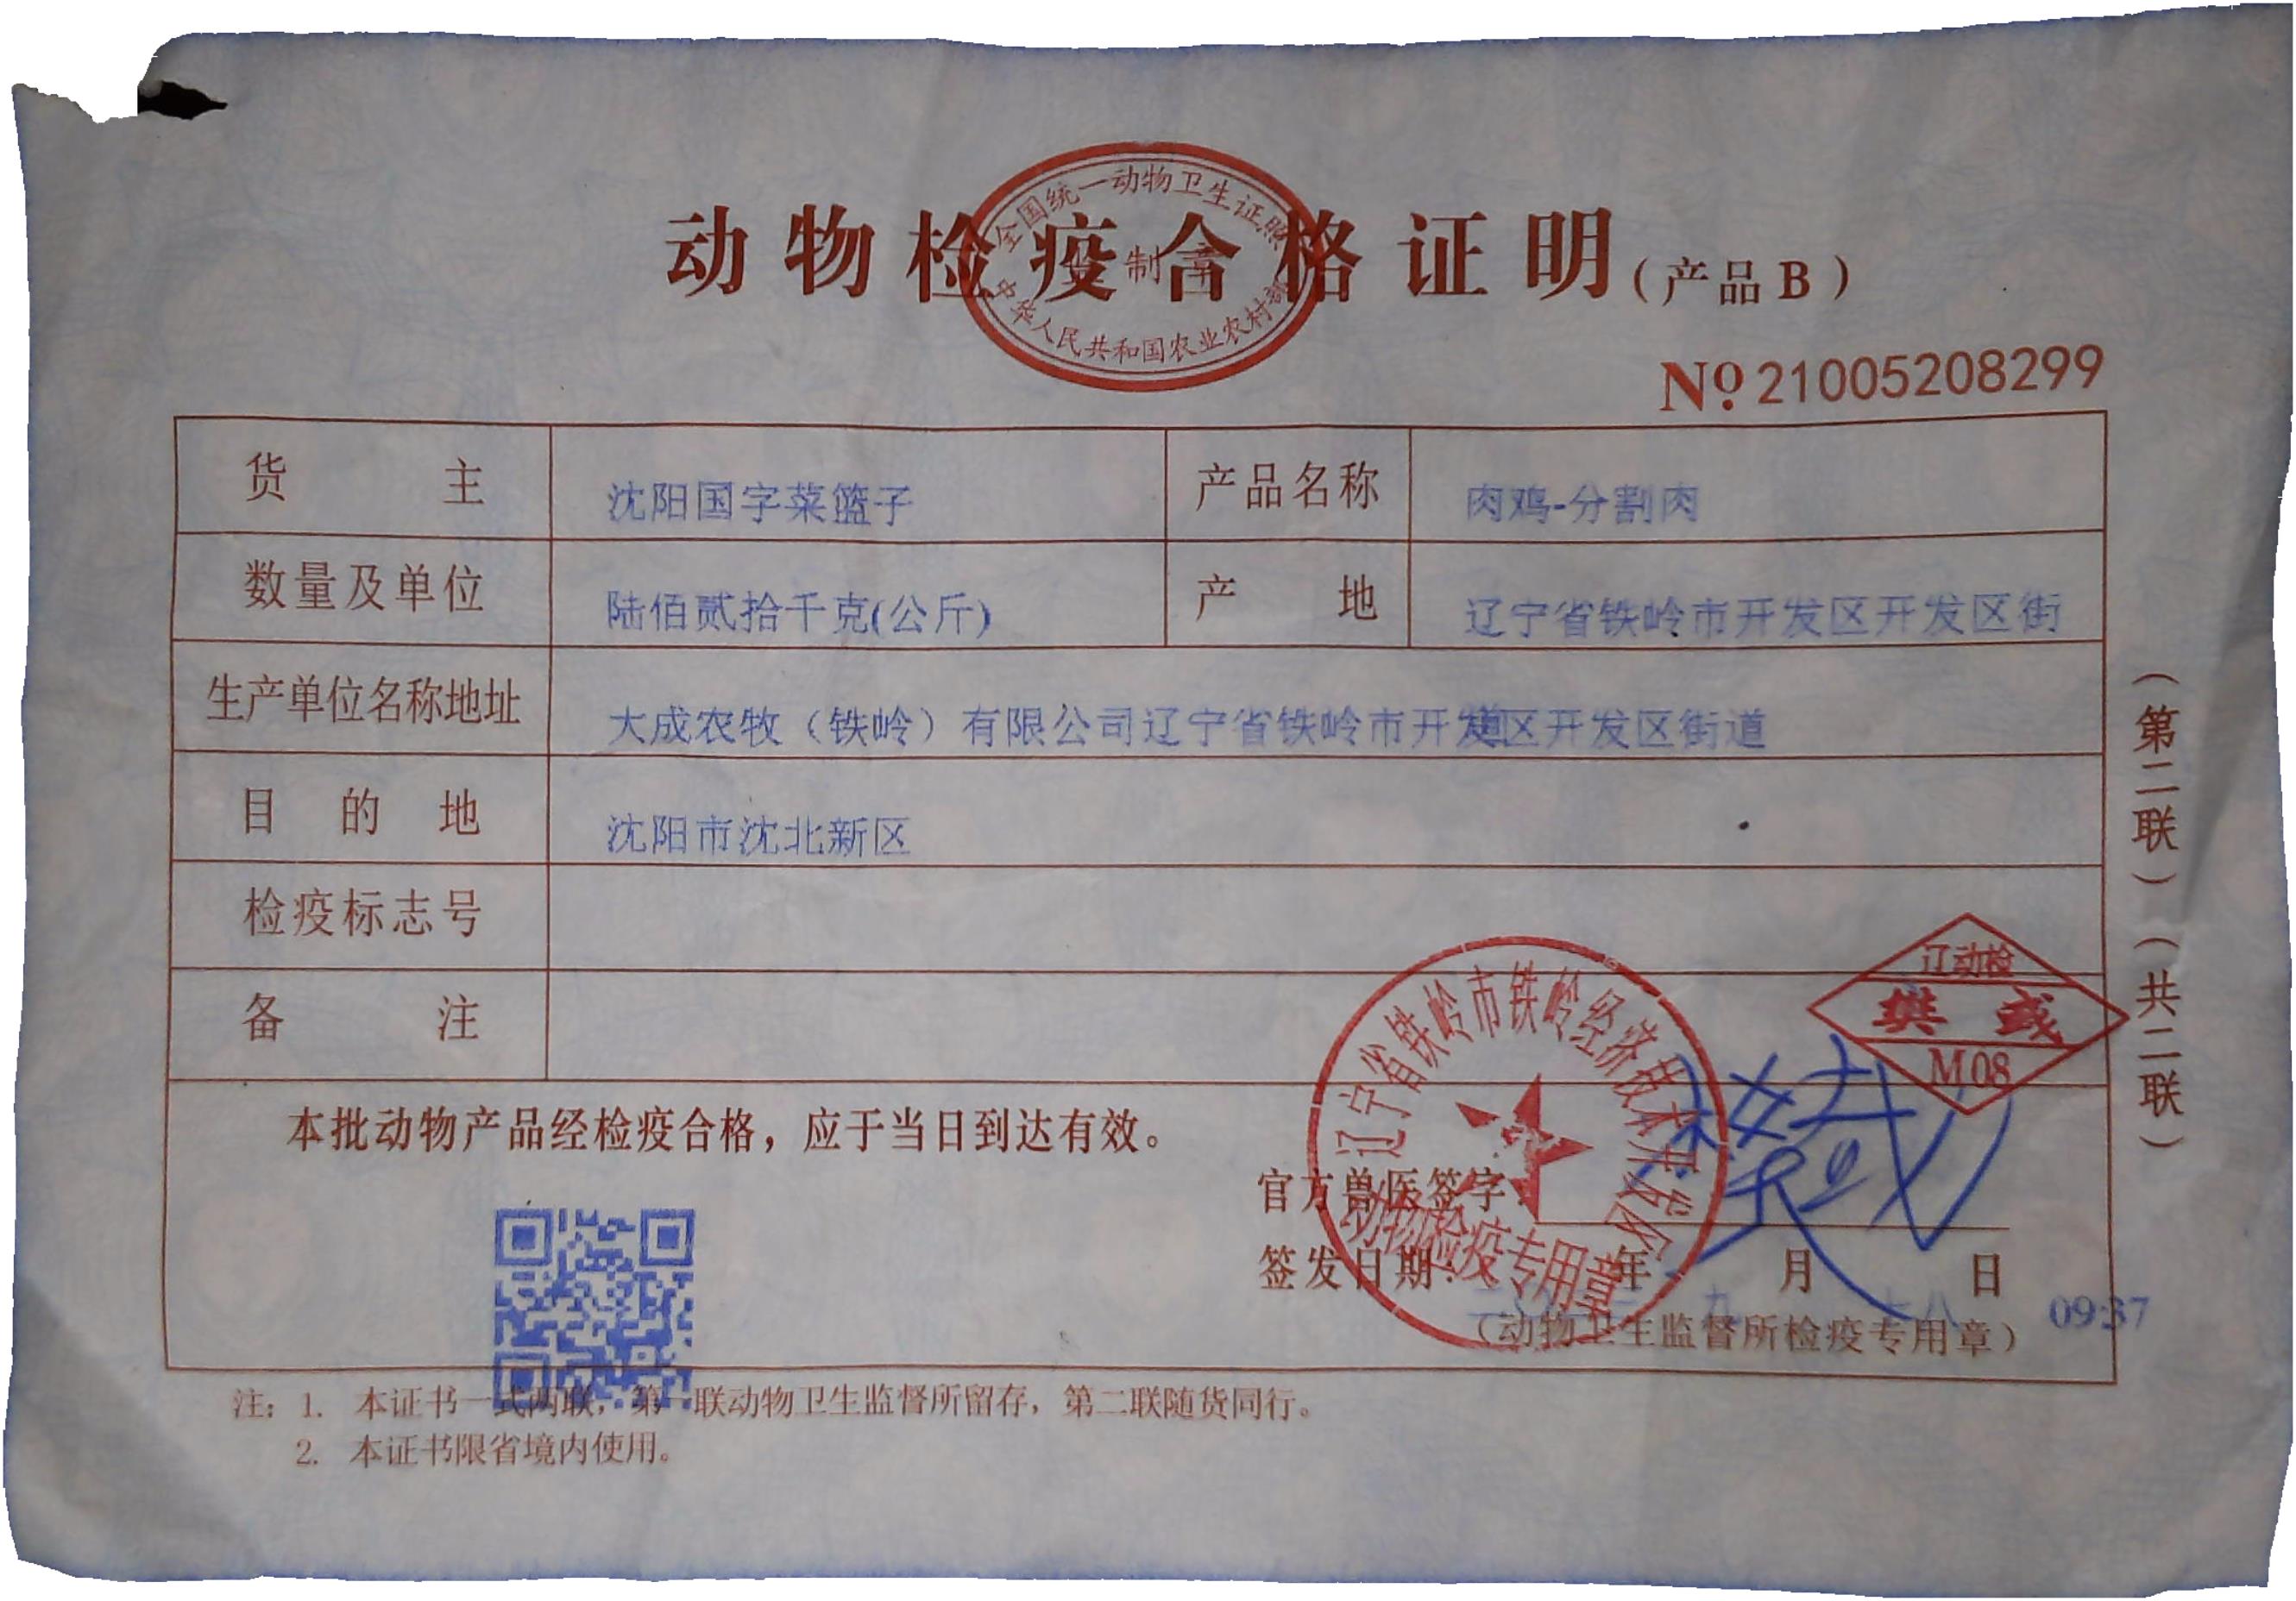 全国统一动物卫生证照
监制章
中华人民共和国农业农村部
动物检疫合格证明(产品B)
№21005208299
货主 沈阳国字菜篮子 产品名称 肉鸡-分割肉
数量及单位 陆佰贰拾千克(公斤) 产地 辽宁省铁岭市开发区开发区街道
生产单位名称地址 大成农牧（铁岭）有限公司辽宁省铁岭市开发区开发区街道
目的地 沈阳市沈北新区
检疫标志号
备注
(第二联)(共二联)
辽动检
樊 彧
M08
辽宁省铁岭市铁岭经济技术开发区
动物检疫专用章
本批动物产品经检疫合格，应于当日到达有效。
官方兽医签字：
签发日期： 年 九 月 十八 日 09:37
（动物卫生监督所检疫专用章）
注：1. 本证书一式两联，第一联动物卫生监督所留存，第二联随货同行。
2. 本证书限省境内使用。